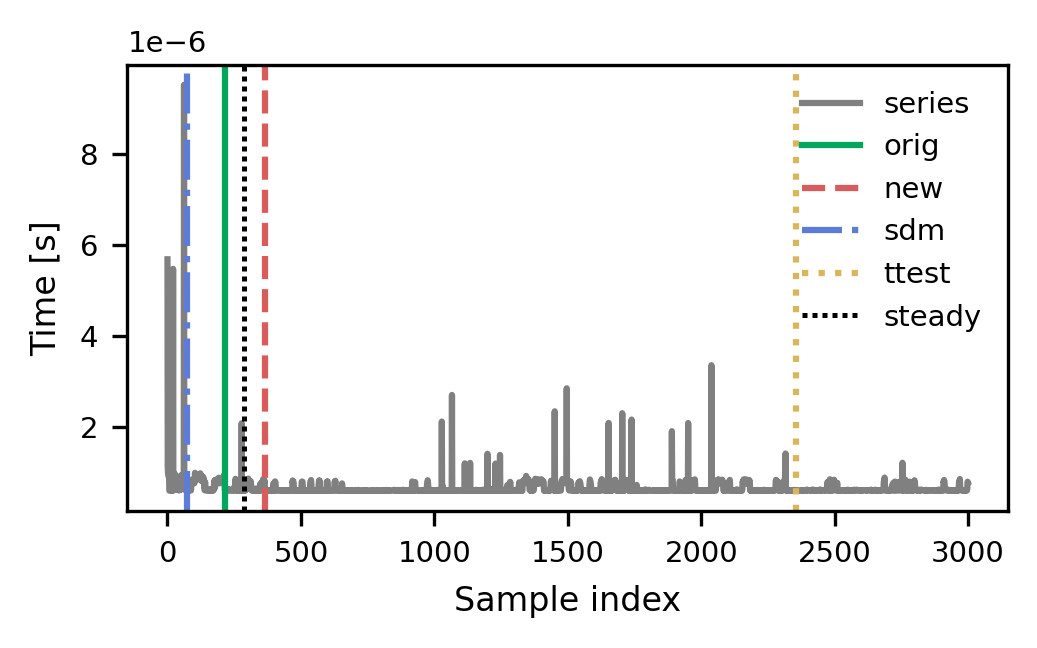 1e−6
8
6
4
2
Time [s]
series
orig
new
sdm
ttest
steady
0 500 1000 1500 2000 2500 3000
Sample index